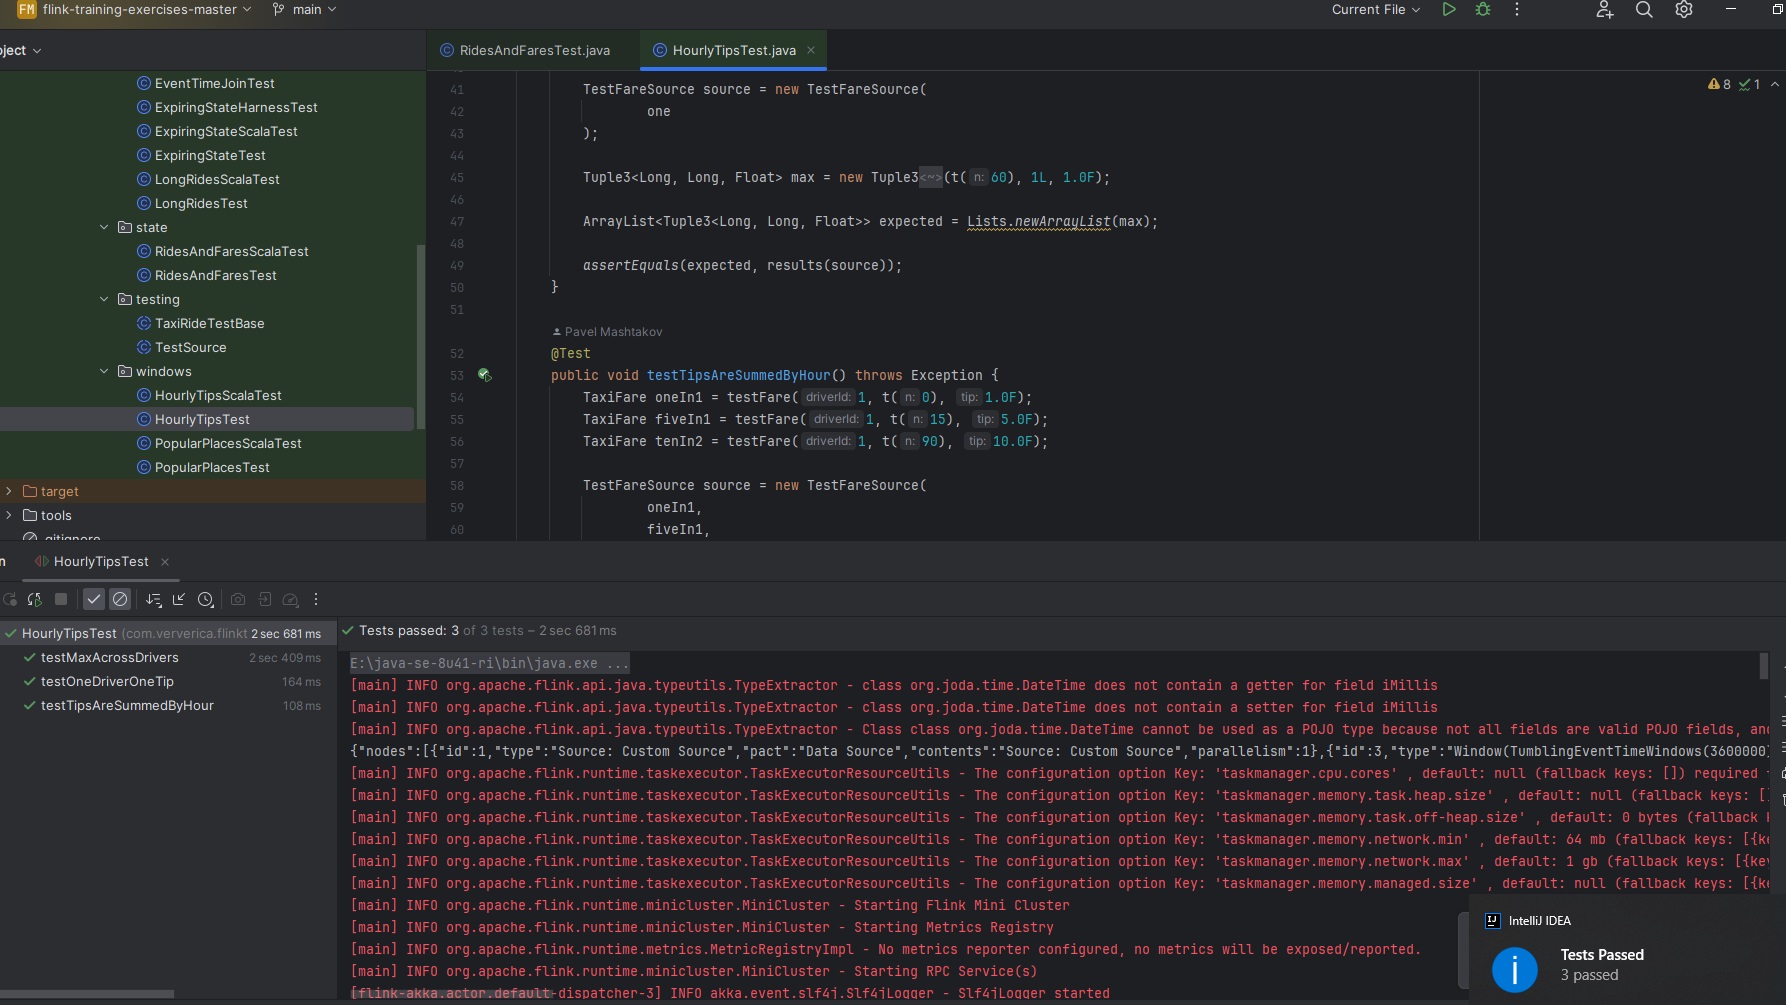 FM flink-training-exercises-master main Current File
oject RidesAndFaresTest.java HourlyTipsTest.java
EventTimeJoinTest
ExpiringStateHarnessTest
ExpiringStateScalaTest
ExpiringStateTest
LongRidesScalaTest
LongRidesTest
state
RidesAndFaresScalaTest
RidesAndFaresTest
testing
TaxiRideTestBase
TestSource
windows
HourlyTipsScalaTest
HourlyTipsTest
PopularPlacesScalaTest
PopularPlacesTest
target
tools
.gitignore
8 1
41 TestFareSource source = new TestFareSource(
42 one
43 );
44
45 Tuple3<Long, Long, Float> max = new Tuple3<~>(t( n: 60), 1L, 1.0F);
46
47 ArrayList<Tuple3<Long, Long, Float>> expected = Lists.newArrayList(max);
48
49 assertEquals(expected, results(source));
50 }
51
Pavel Mashtakov
52 @Test
53 public void testTipsAreSummedByHour() throws Exception {
54 TaxiFare oneIn1 = testFare( driverId: 1, t( n: 0), tip: 1.0F);
55 TaxiFare fiveIn1 = testFare( driverId: 1, t( n: 15), tip: 5.0F);
56 TaxiFare tenIn2 = testFare( driverId: 1, t( n: 90), tip: 10.0F);
57
58 TestFareSource source = new TestFareSource(
59 oneIn1,
60 fiveIn1,
n HourlyTipsTest
HourlyTipsTest (com.ververica.flinkt 2 sec 681 ms
testMaxAcrossDrivers 2 sec 409 ms
testOneDriverOneTip 164 ms
testTipsAreSummedByHour 108 ms
Tests passed: 3 of 3 tests – 2 sec 681 ms
E:\java-se-8u41-ri\bin\java.exe ...
[main] INFO org.apache.flink.api.java.typeutils.TypeExtractor - class org.joda.time.DateTime does not contain a getter for field iMillis
[main] INFO org.apache.flink.api.java.typeutils.TypeExtractor - class org.joda.time.DateTime does not contain a setter for field iMillis
[main] INFO org.apache.flink.api.java.typeutils.TypeExtractor - Class class org.joda.time.DateTime cannot be used as a POJO type because not all fields are valid POJO fields, and
{"nodes":[{"id":1,"type":"Source: Custom Source","pact":"Data Source","contents":"Source: Custom Source","parallelism":1},{"id":3,"type":"Window(TumblingEventTimeWindows(3600000)
[main] INFO org.apache.flink.runtime.taskexecutor.TaskExecutorResourceUtils - The configuration option Key: 'taskmanager.cpu.cores' , default: null (fallback keys: []) required
[main] INFO org.apache.flink.runtime.taskexecutor.TaskExecutorResourceUtils - The configuration option Key: 'taskmanager.memory.task.heap.size' , default: null (fallback keys: [
[main] INFO org.apache.flink.runtime.taskexecutor.TaskExecutorResourceUtils - The configuration option Key: 'taskmanager.memory.task.off-heap.size' , default: 0 bytes (fallback
[main] INFO org.apache.flink.runtime.taskexecutor.TaskExecutorResourceUtils - The configuration option Key: 'taskmanager.memory.network.min' , default: 64 mb (fallback keys: [{ke
[main] INFO org.apache.flink.runtime.taskexecutor.TaskExecutorResourceUtils - The configuration option Key: 'taskmanager.memory.network.max' , default: 1 gb (fallback keys: [{key
[main] INFO org.apache.flink.runtime.taskexecutor.TaskExecutorResourceUtils - The configuration option Key: 'taskmanager.memory.managed.size' , default: null (fallback keys: [{k
[main] INFO org.apache.flink.runtime.minicluster.MiniCluster - Starting Flink Mini Cluster
[main] INFO org.apache.flink.runtime.minicluster.MiniCluster - Starting Metrics Registry
[main] INFO org.apache.flink.runtime.metrics.MetricRegistryImpl - No metrics reporter configured, no metrics will be exposed/reported.
[main] INFO org.apache.flink.runtime.minicluster.MiniCluster - Starting RPC Service(s)
[flink-akka.actor.default-dispatcher-3] INFO akka.event.slf4j.Slf4jLogger - Slf4jLogger started
IntelliJ IDEA
Tests Passed
3 passed